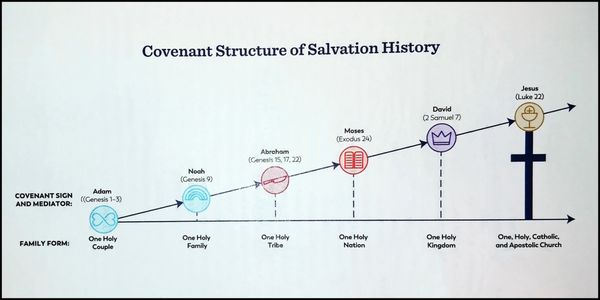 Covenant Structure of Salvation History
Jesus
(Luke 22)
David
(2 Samuel 7)
Moses
(Exodus 24)
Abraham
(Genesis 15, 17, 22)
Noah
(Genesis 9)
COVENANT SIGN
AND MEDIATOR:
Adam
((Genesis 1–3)
FAMILY FORM:
One Holy
Couple
One Holy
Family
One Holy
Tribe
One Holy
Nation
One Holy
Kingdom
One, Holy, Catholic,
and Apostolic Church